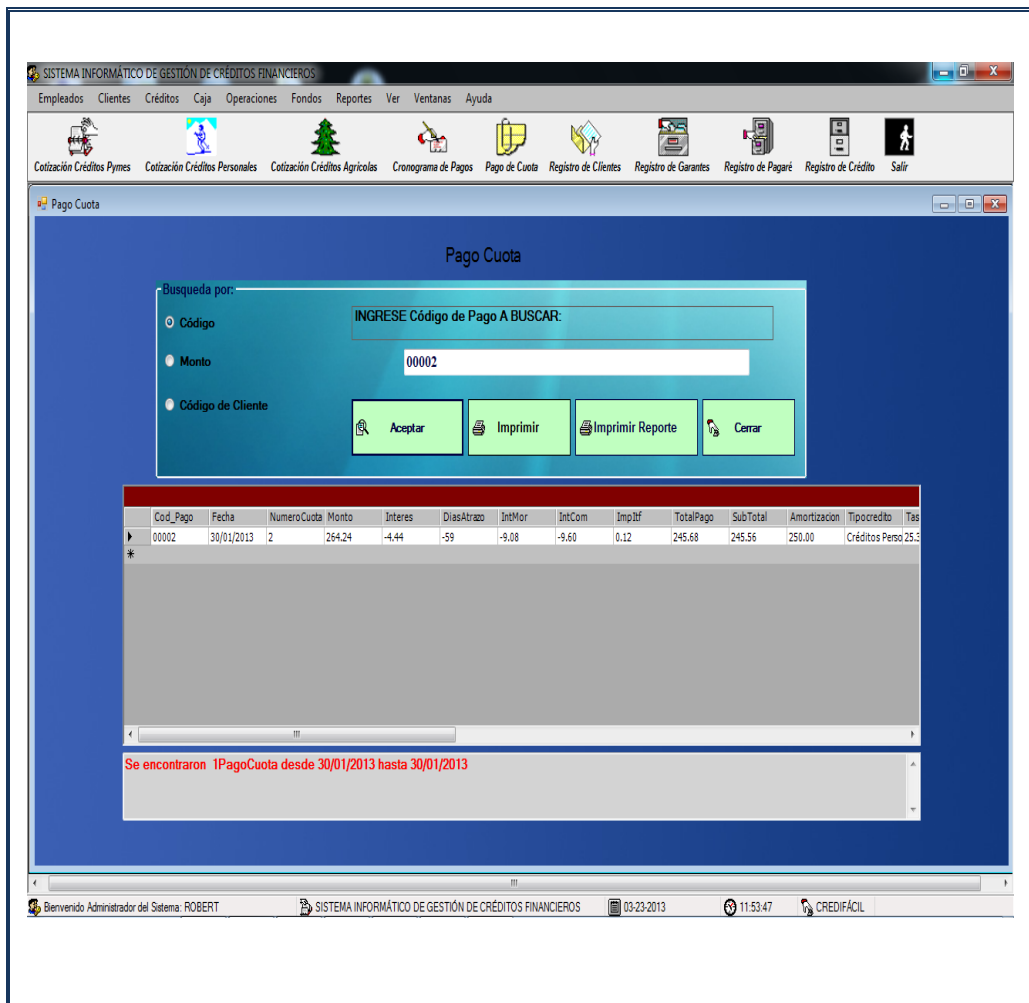 SISTEMA INFORMÁTICO DE GESTIÓN DE CRÉDITOS FINANCIEROS
Empleados Clientes Créditos Caja Operaciones Fondos Reportes Ver Ventanas Ayuda
Cotización Créditos Pymes Cotización Créditos Personales Cotización Créditos Agricolas Cronograma de Pagos Pago de Cuota Registro de Clientes Registro de Garantes Registro de Pagaré Registro de Crédito Salir
Pago Cuota
Pago Cuota
Busqueda por:
Código
INGRESE Código de Pago A BUSCAR:
Monto
00002
Código de Cliente
Aceptar Imprimir Imprimir Reporte Cerrar
Cod_Pago Fecha NumeroCuota Monto Interes DiasAtrazo IntMor IntCom ImpItf TotalPago SubTotal Amortizacion Tipocredito Tas
00002 30/01/2013 2 264.24 -4.44 -59 -9.08 -9.60 0.12 245.68 245.56 250.00 Créditos Perso 25.3
Se encontraron 1PagoCuota desde 30/01/2013 hasta 30/01/2013
Bienvenido Administrador del Sistema: ROBERT SISTEMA INFORMÁTICO DE GESTIÓN DE CRÉDITOS FINANCIEROS 03-23-2013 11:53:47 CREDIFÁCIL